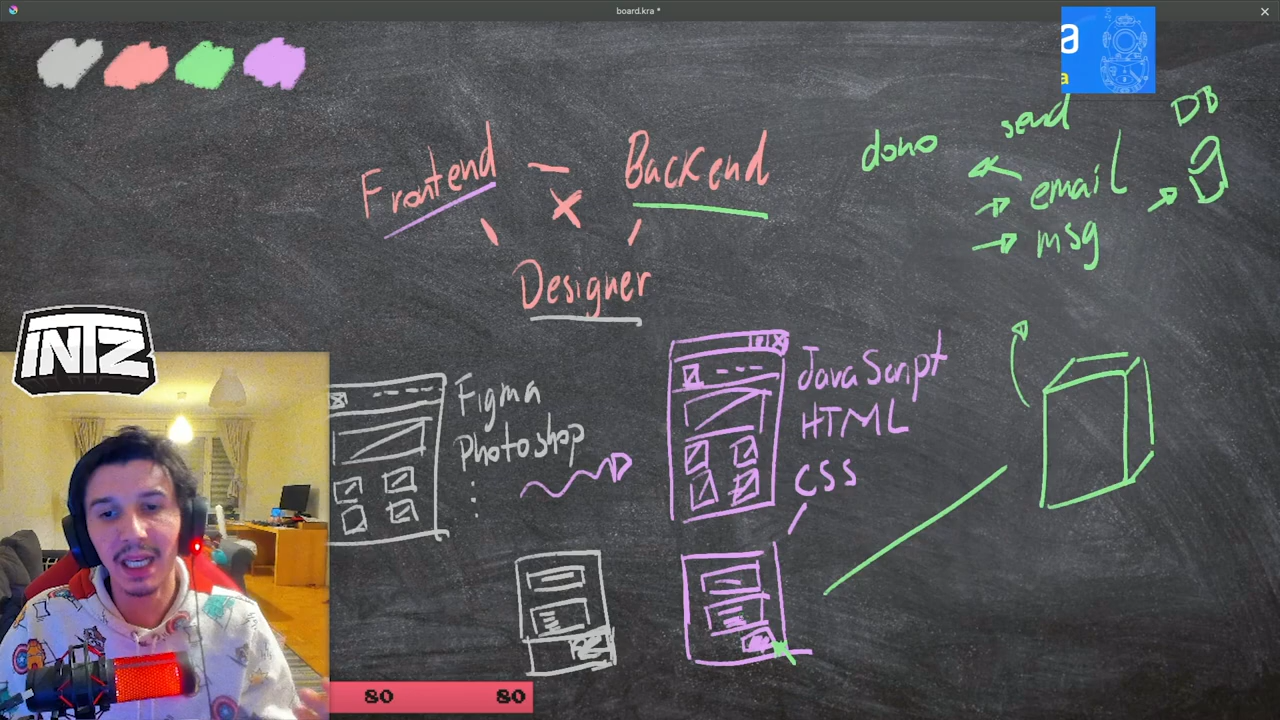 board.kra *
a
a
Frontend
Backend
Designer
dono
send
email
msg
DB
INTZ
Figma
Photoshop
JavaScript
HTML
CSS
80
80